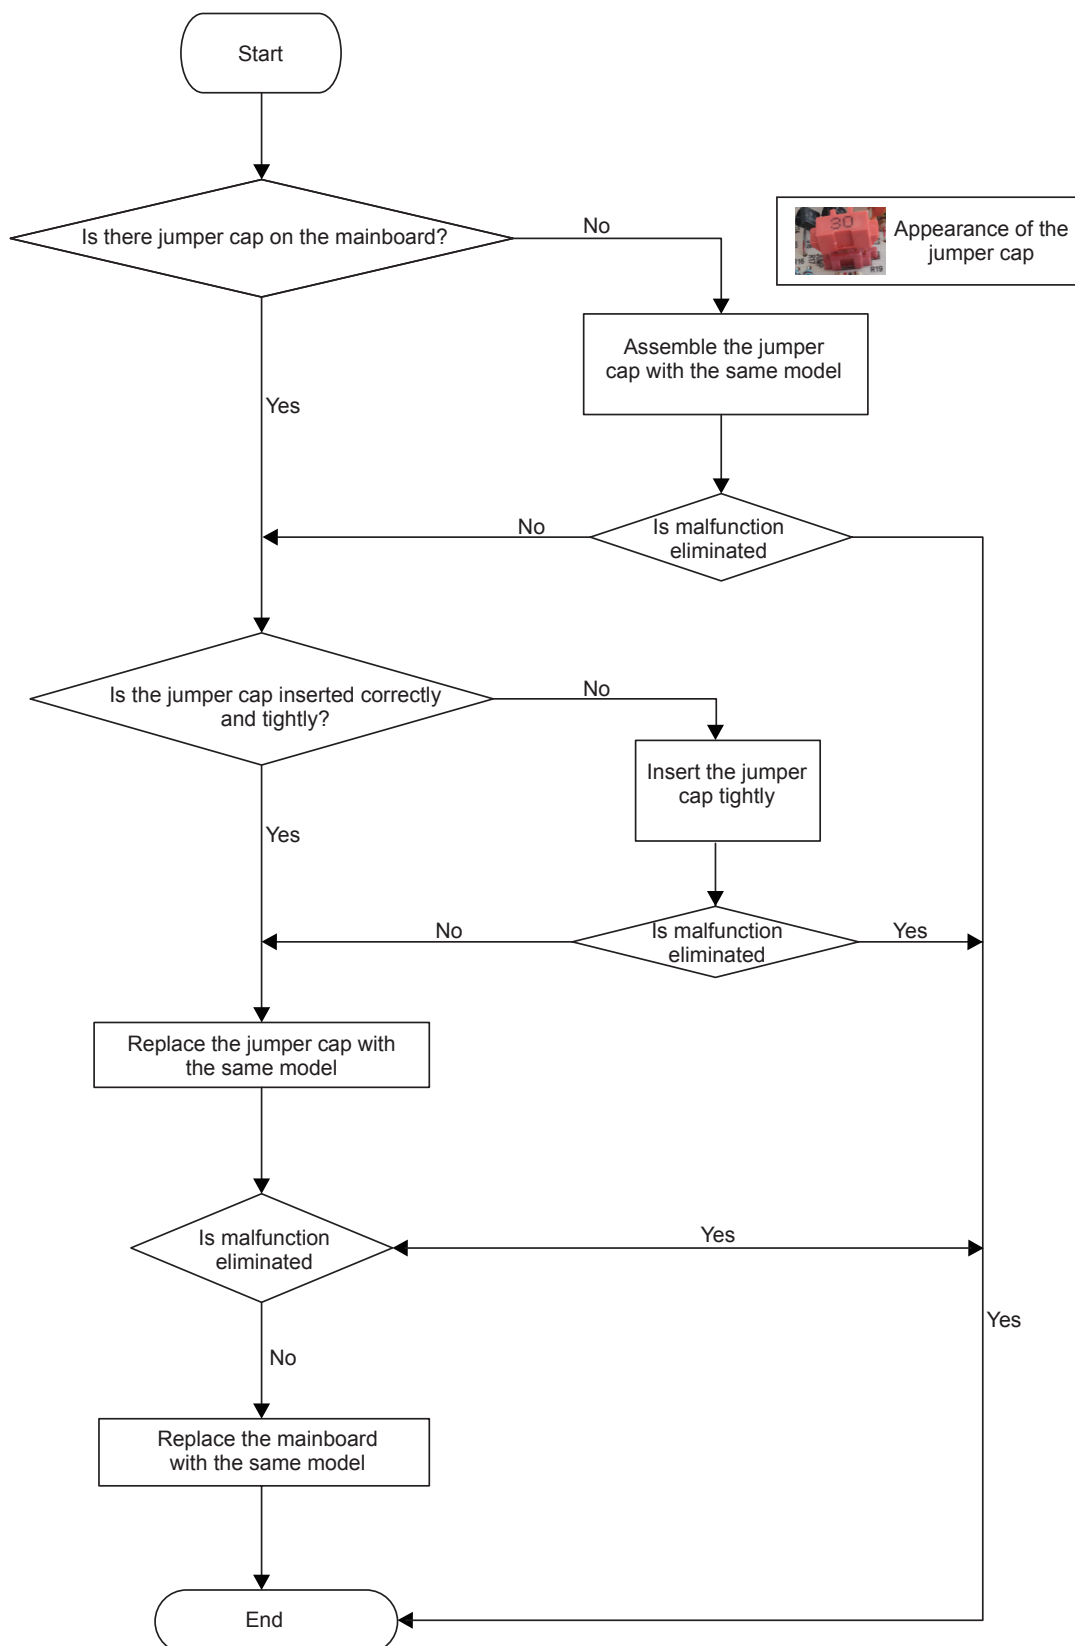 Start
Is there jumper cap on the mainboard?
No
30
R19
Appearance of the
jumper cap
Assemble the jumper
cap with the same model
Yes
No
Is malfunction
eliminated
Is the jumper cap inserted correctly
and tightly?
No
Insert the jumper
cap tightly
Yes
No
Is malfunction
eliminated
Yes
Replace the jumper cap with
the same model
Is malfunction
eliminated
Yes
Yes
No
Replace the mainboard
with the same model
End